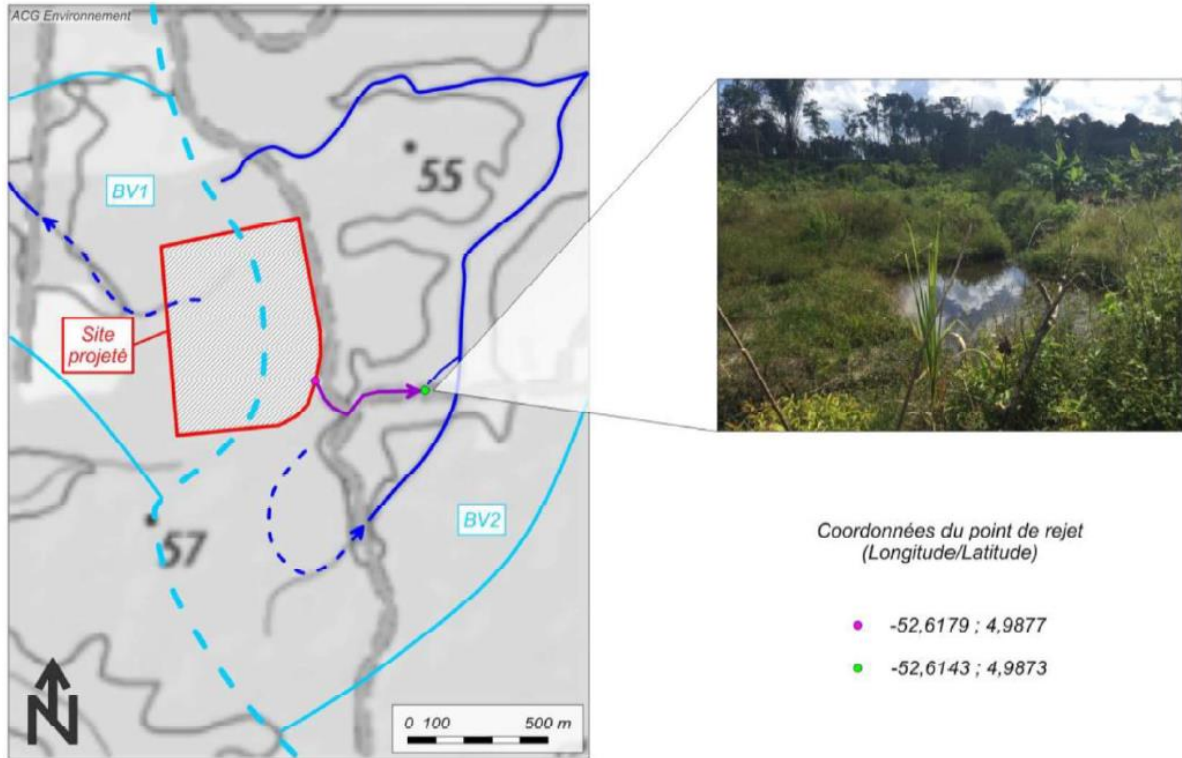 ACG Environnement
55
BV1
Site
projeté
BV2
57
N
0 100 500 m
Coordonnées du point de rejet
(Longitude/Latitude)
-52,6179 ; 4,9877
-52,6143 ; 4,9873